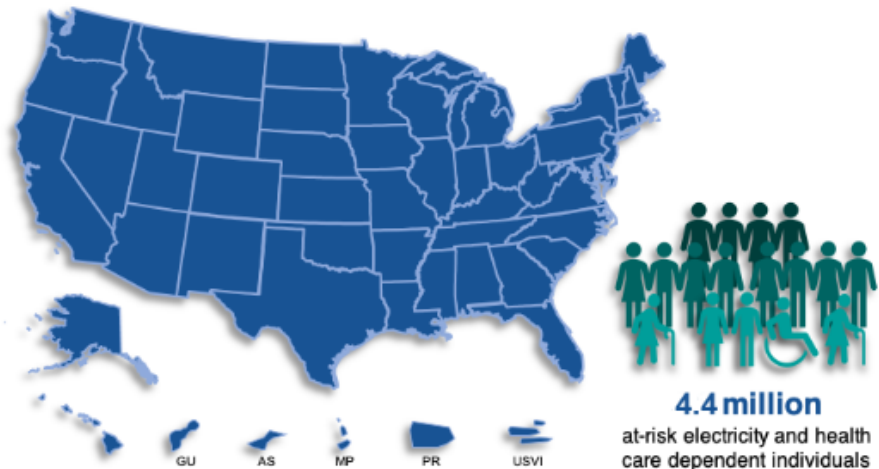 GU
AS
MP
PR
USVI
4.4 million
at-risk electricity and health
care dependent individuals